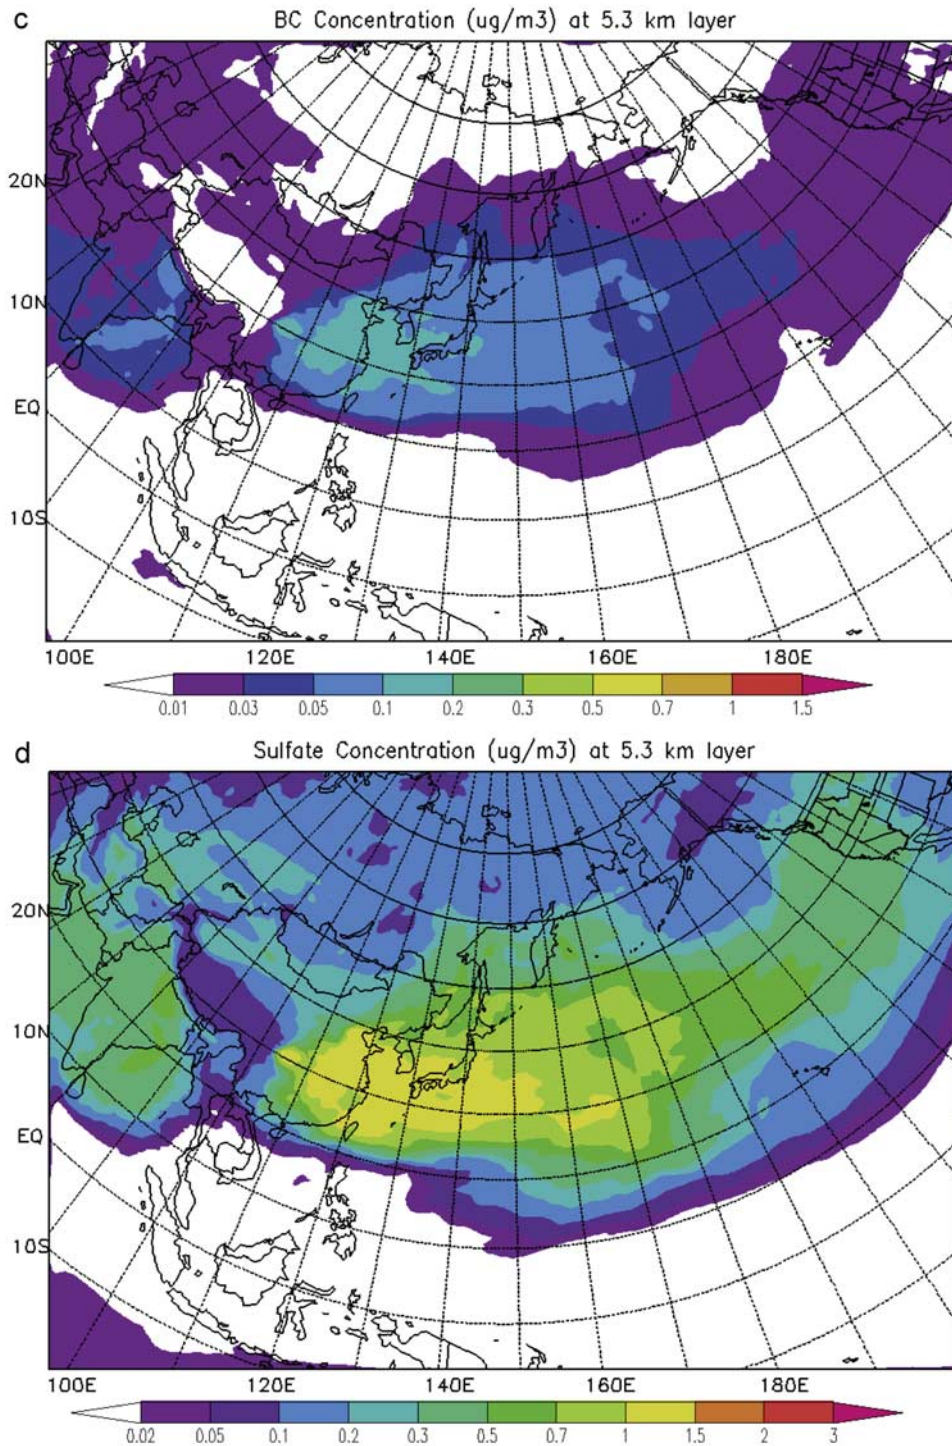 c
BC Concentration (ug/m3) at 5.3 km layer
20N
10N
EQ
10S
100E 120E 140E 160E 180E
0.01 0.03 0.05 0.1 0.2 0.3 0.5 0.7 1 1.5
d
Sulfate Concentration (ug/m3) at 5.3 km layer
20N
10N
EQ
10S
100E 120E 140E 160E 180E
0.02 0.05 0.1 0.2 0.3 0.5 0.7 1 1.5 2 3